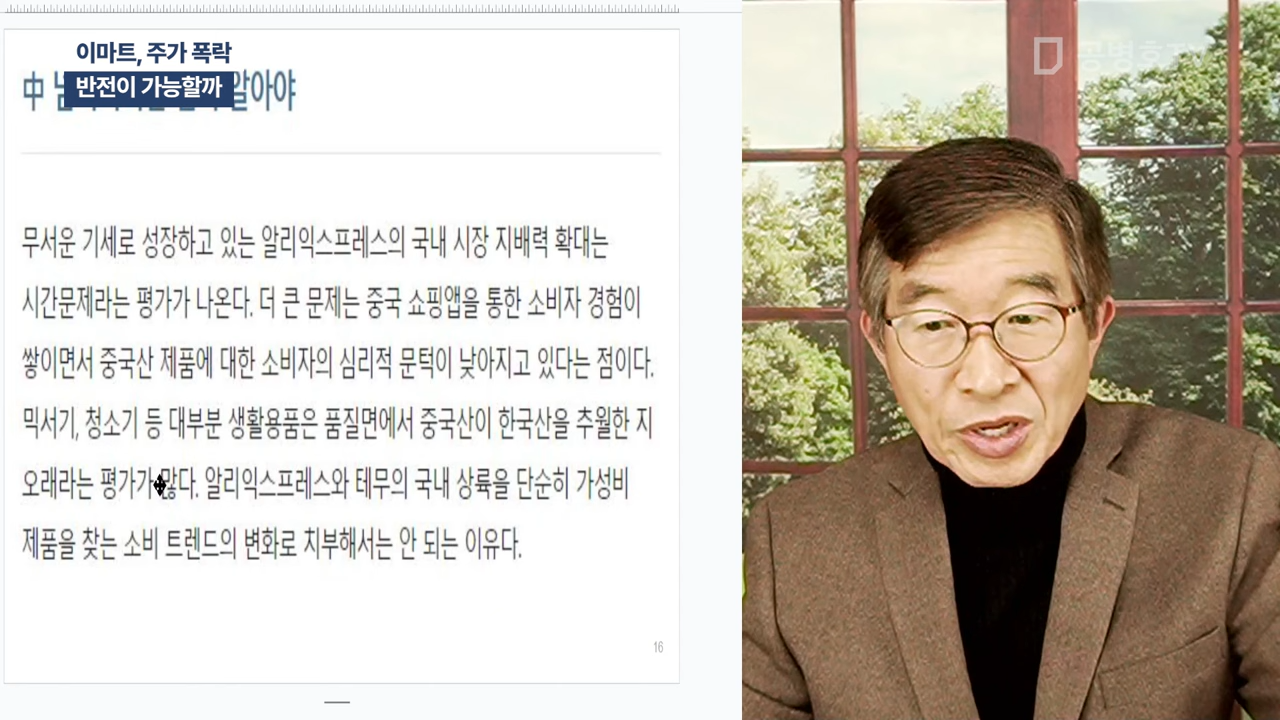 이마트, 주가 폭락
반전이 가능할까
中 알아야
무서운 기세로 성장하고 있는 알리익스프레스의 국내 시장 지배력 확대는
시간문제라는 평가가 나온다. 더 큰 문제는 중국 쇼핑앱을 통한 소비자 경험이
쌓이면서 중국산 제품에 대한 소비자의 심리적 문턱이 낮아지고 있다는 점이다.
믹서기, 청소기 등 대부분 생활용품은 품질면에서 중국산이 한국산을 추월한 지
오래라는 평가가 많다. 알리익스프레스와 테무의 국내 상륙을 단순히 가성비
제품을 찾는 소비 트렌드의 변화로 치부해서는 안 되는 이유다.
16
공병호TV